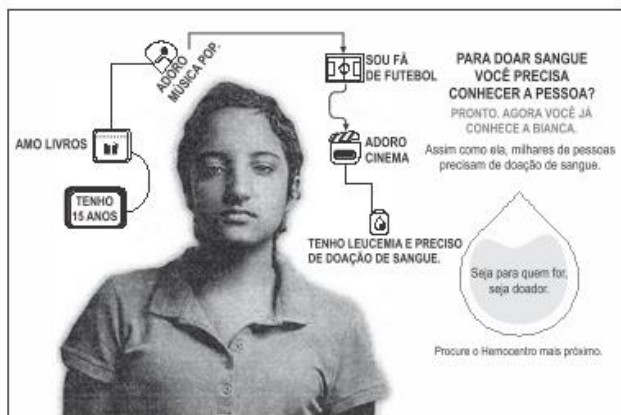 TENHO
15 ANOS
AMO LIVROS
ADORO
MÚSICA POP.
SOU FÃ
DE FUTEBOL
ADORO
CINEMA
TENHO LEUCEMIA E PRECISO
DE DOAÇÃO DE SANGUE.
PARA DOAR SANGUE
VOCÊ PRECISA
CONHECER A PESSOA?
PRONTO. AGORA VOCÊ JÁ
CONHECE A BIANCA.
Assim como ela, milhares de pessoas
precisam de doação de sangue.
Seja para quem for,
seja doador.
Procure o Hemocentro mais próximo.